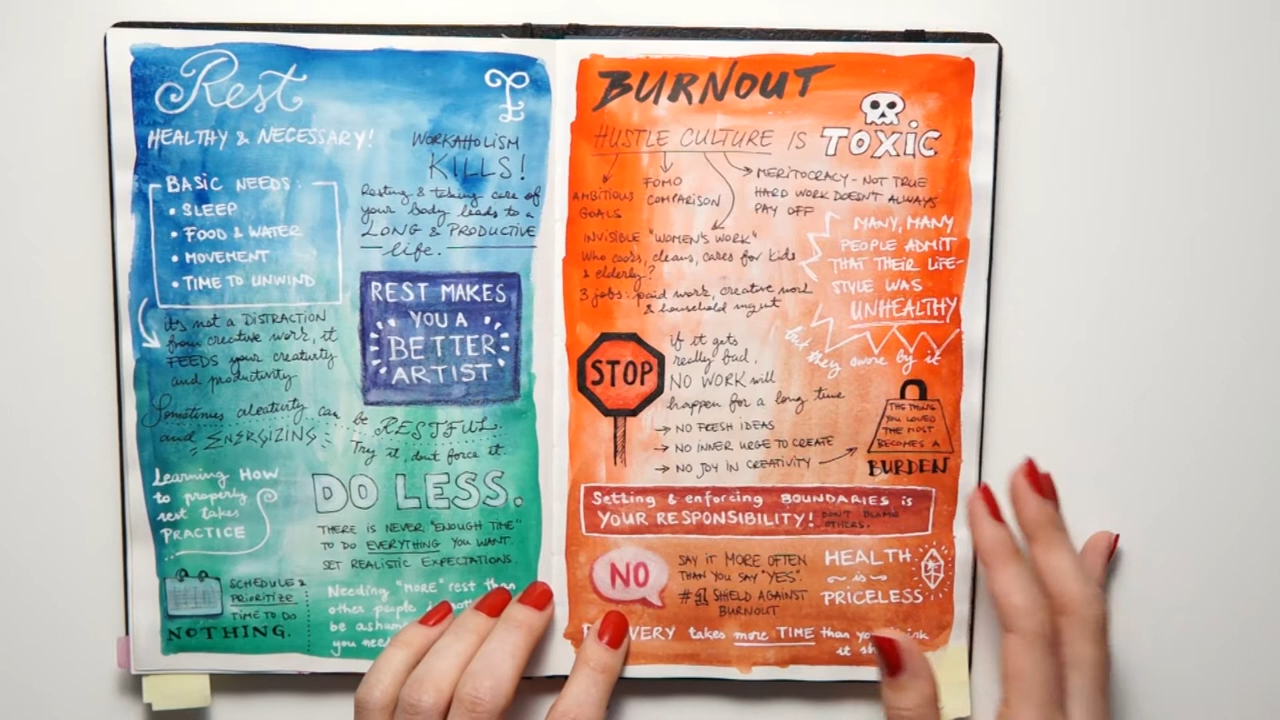 Rest
HEALTHY & NECESSARY!
WORKAHOLISM
KILLS!
Resting & taking care of
your body leads to a
LONG & PRODUCTIVE
life.
BASIC NEEDS:
• SLEEP
• FOOD & WATER
• MOVEMENT
• TIME TO UNWIND
it's not a DISTRACTION
from creative work, it
FEEDS your creativity
and productivity
REST MAKES
YOU A
BETTER
ARTIST
Sometimes creativity can be RESTFUL
and ENERGIZING
Try it, but force it.
Learning HOW
to properly
rest takes
PRACTICE
DO LESS.
THERE IS NEVER "ENOUGH TIME"
TO DO EVERYTHING YOU WANT.
SET REALISTIC EXPECTATIONS.
SCHEDULE &
PRIORITIZE
TIME TO DO
NOTHING.
Needing "MORE" rest than
other people
be asham
you nee
BURNOUT
HUSTLE CULTURE IS TOXIC
AMBITIOUS
GOALS
FOMO
COMPARISON
MERITOCRACY - NOT TRUE
HARD WORK DOESN'T ALWAYS
PAY OFF
INVISIBLE "WOMEN'S WORK"
Who cooks, cleans, cares for kids
& elderly?
3 jobs: paid work, creative work
& household mgmt
MANY, MANY
PEOPLE ADMIT
THAT THEIR LIFE-
STYLE WAS
UNHEALTHY
but they swore by it
STOP
if it gets
really bad,
NO WORK will
happen for a long time
→ NO FRESH IDEAS
→ NO INNER URGE TO CREATE
→ NO JOY IN CREATIVITY
THE THING
YOU LOVED
THE MOST
BECOMES A
BURDEN
Setting & enforcing BOUNDARIES is
YOUR RESPONSIBILITY! DON'T BLAME
OTHERS.
NO
SAY IT MORE OFTEN
THAN YOU SAY "YES".
#1 SHIELD AGAINST
BURNOUT
HEALTH
~ is ~
PRICELESS
VERY takes more TIME than you think
it